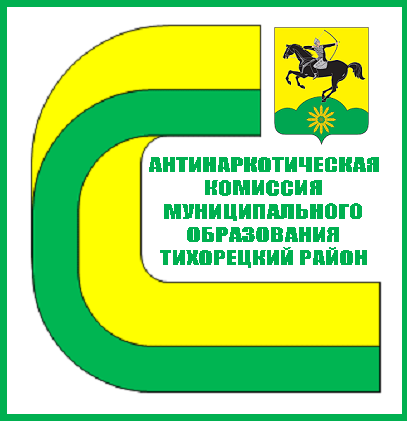 АНТИНАРКОТИЧЕСКАЯ
КОМИССИЯ
МУНИЦИПАЛЬНОГО
ОБРАЗОВАНИЯ
ТИХОРЕЦКИЙ РАЙОН